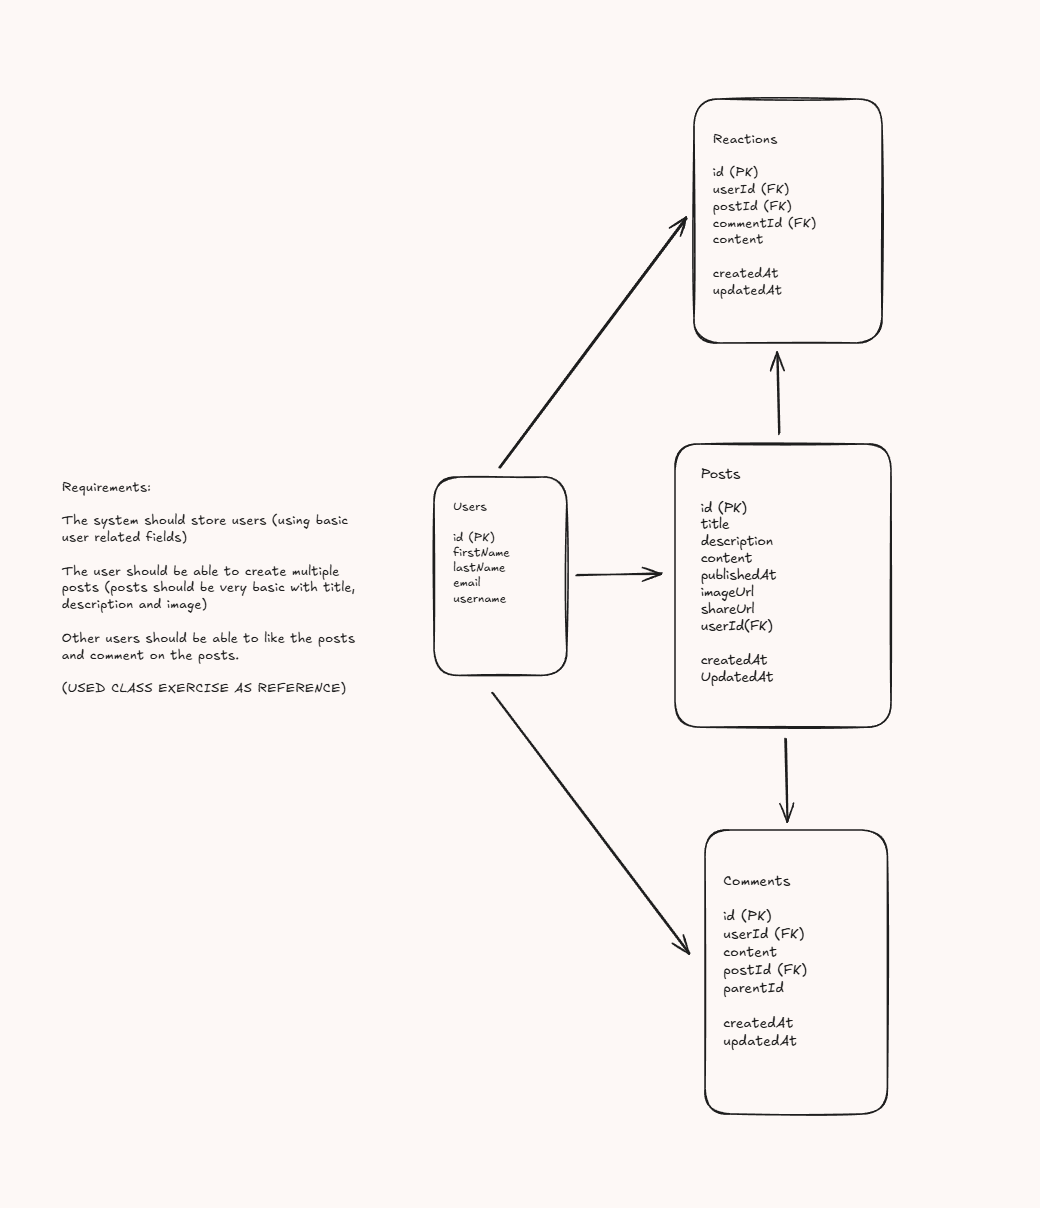 Requirements:
The system should store users (using basic
user related fields)
The user should be able to create multiple
posts (posts should be very basic with title,
description and image)
Other users should be able to like the posts
and comment on the posts.
(USED CLASS EXERCISE AS REFERENCE)
Users
id (PK)
firstName
lastName
email
username
Reactions
id (PK)
userId (FK)
postId (FK)
commentId (FK)
content
createdAt
updatedAt
Posts
id (PK)
title
description
content
publishedAt
imageUrl
shareUrl
userId(FK)
createdAt
UpdatedAt
Comments
id (PK)
userId (FK)
content
postId (FK)
parentId
createdAt
updatedAt